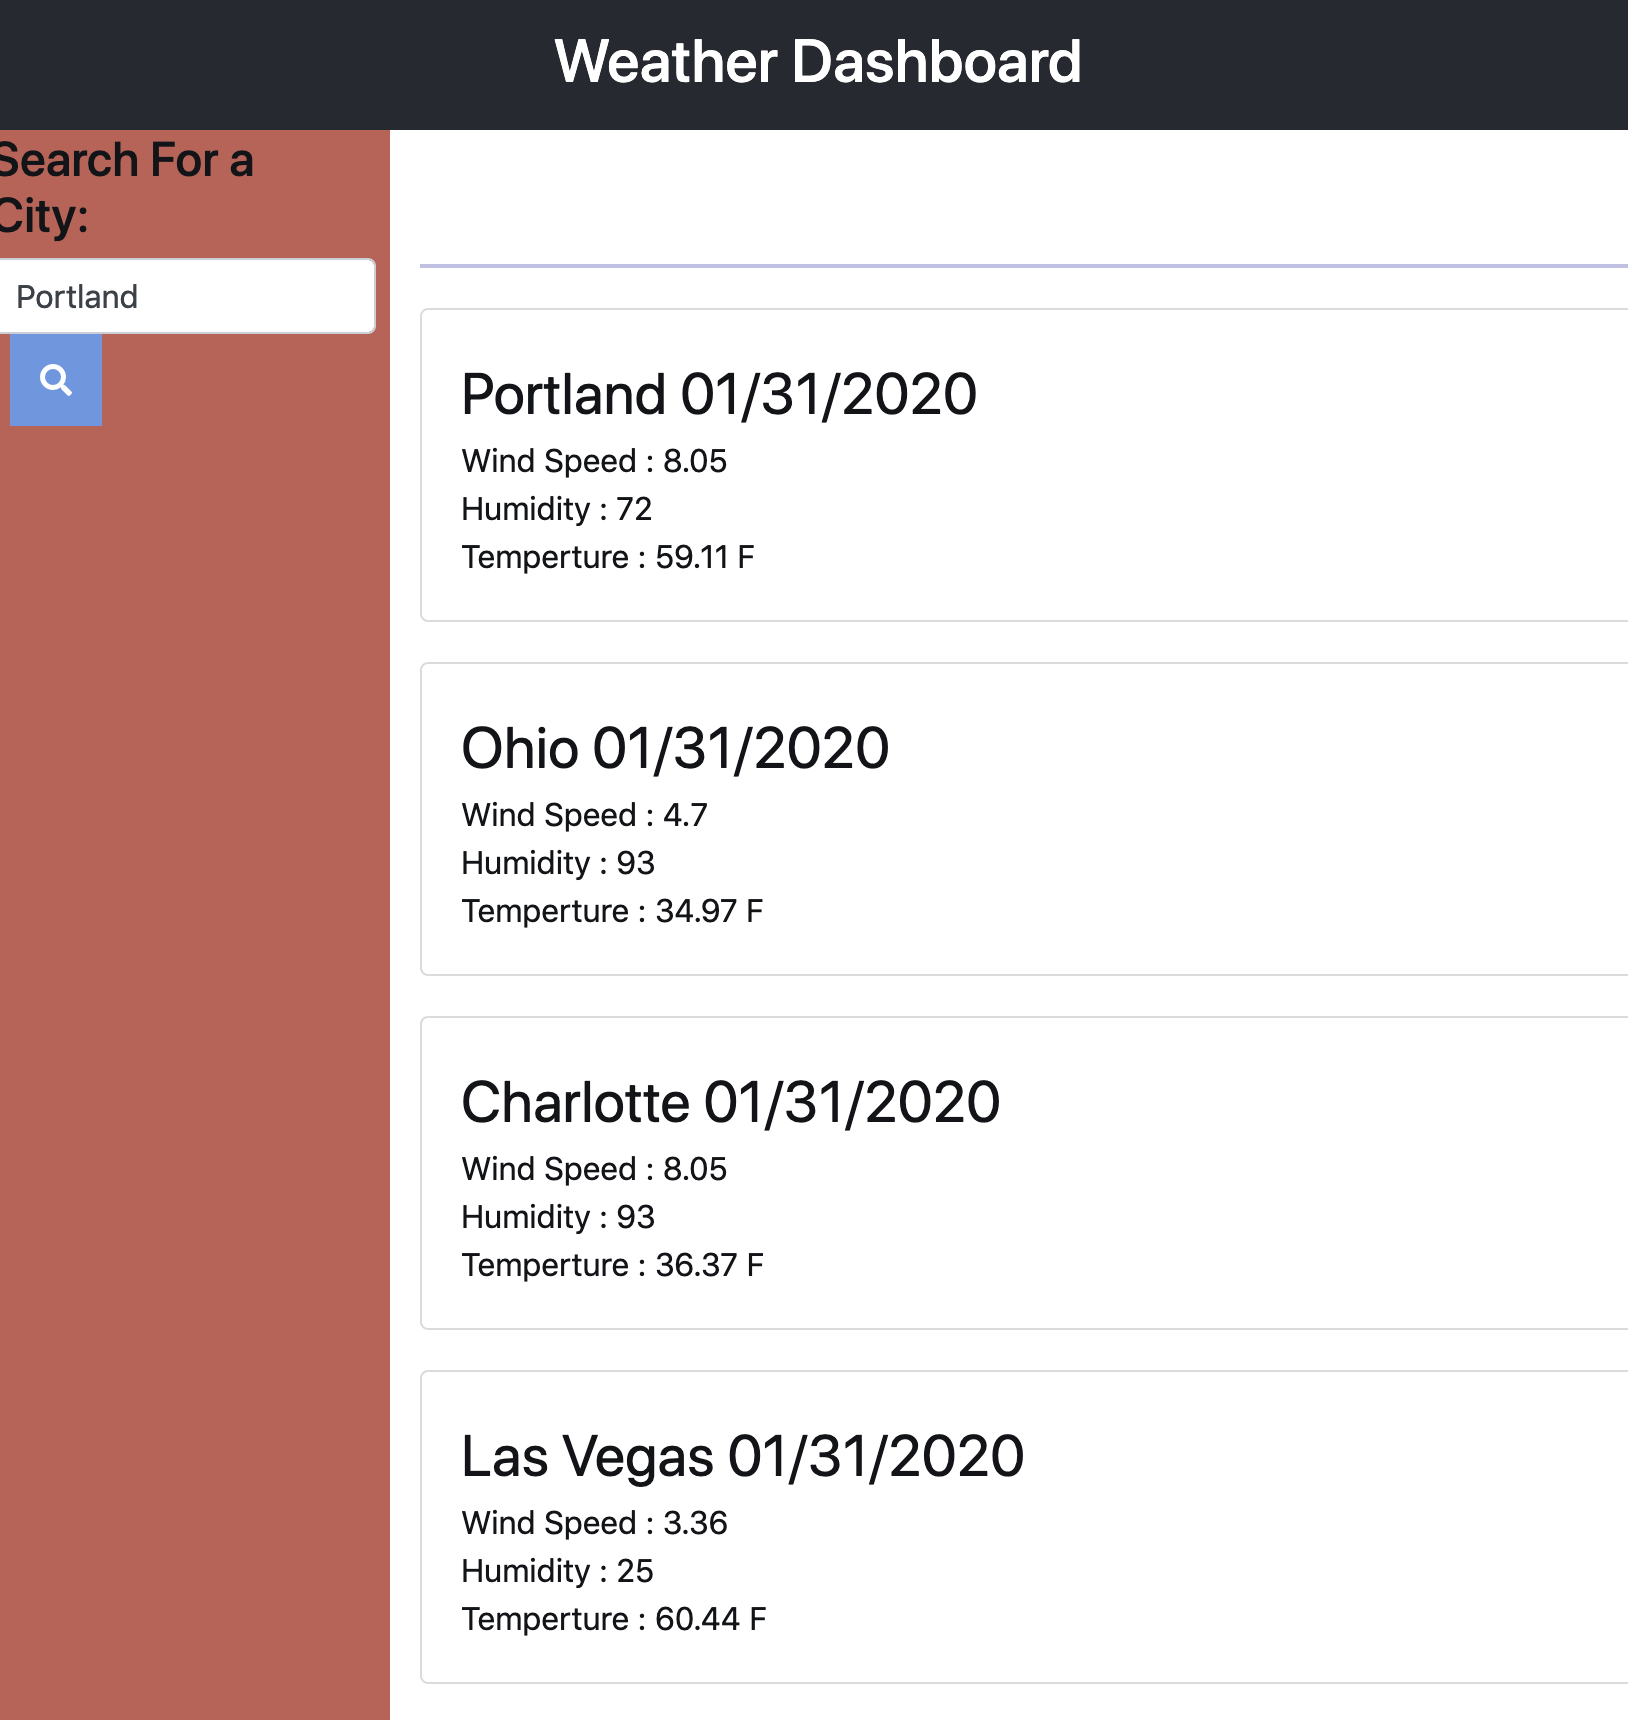 Weather Dashboard
Search For a
City:
Portland
Portland 01/31/2020
Wind Speed : 8.05
Humidity : 72
Temperture : 59.11 F
Ohio 01/31/2020
Wind Speed : 4.7
Humidity : 93
Temperture : 34.97 F
Charlotte 01/31/2020
Wind Speed : 8.05
Humidity : 93
Temperture : 36.37 F
Las Vegas 01/31/2020
Wind Speed : 3.36
Humidity : 25
Temperture : 60.44 F